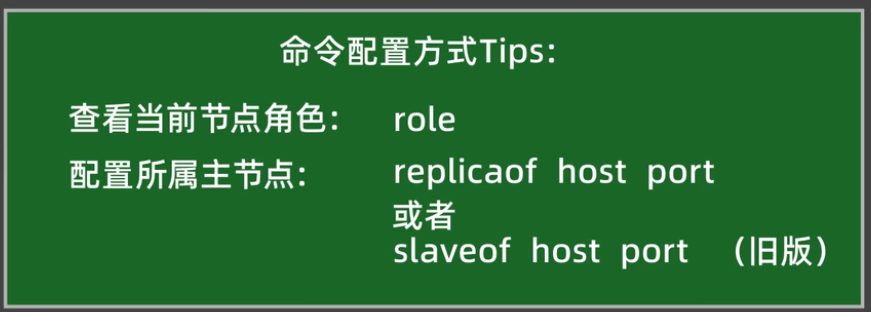 命令配置方式Tips:
查看当前节点角色: role
配置所属主节点: replicaof host port
或者
slaveof host port （旧版）